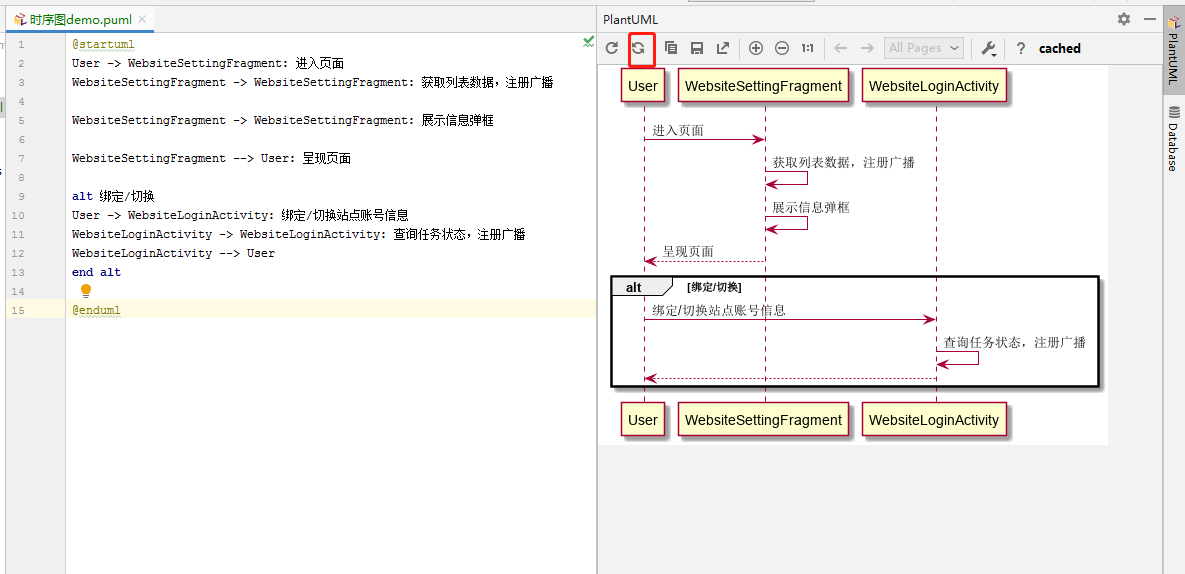 时序图demo.puml
PlantUML
1 @startuml
2 User -> WebsiteSettingFragment: 进入页面
3 WebsiteSettingFragment -> WebsiteSettingFragment: 获取列表数据，注册广播
4
5 WebsiteSettingFragment -> WebsiteSettingFragment: 展示信息弹框
6
7 WebsiteSettingFragment --> User: 呈现页面
8
9 alt 绑定/切换
10 User -> WebsiteLoginActivity: 绑定/切换站点账号信息
11 WebsiteLoginActivity -> WebsiteLoginActivity: 查询任务状态，注册广播
12 WebsiteLoginActivity --> User
13 end alt
14
15 @enduml
1:1 All Pages ? cached
User WebsiteSettingFragment WebsiteLoginActivity
进入页面
获取列表数据，注册广播
展示信息弹框
呈现页面
alt [绑定/切换]
绑定/切换站点账号信息
查询任务状态，注册广播
User WebsiteSettingFragment WebsiteLoginActivity
PlantUML
Database